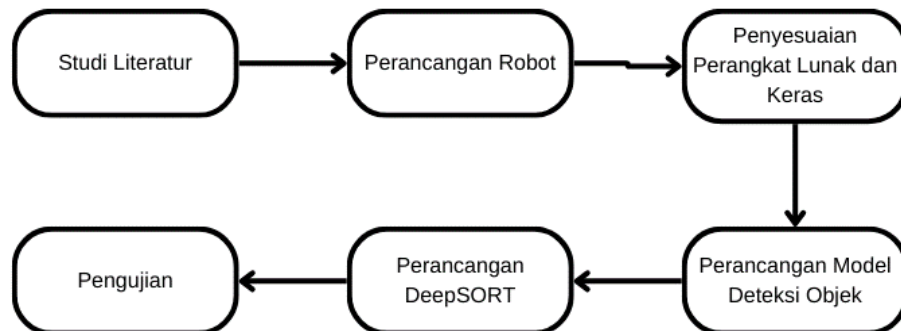 Studi Literatur
Perancangan Robot
Penyesuaian
Perangkat Lunak dan
Keras
Perancangan Model
Deteksi Objek
Perancangan
DeepSORT
Pengujian